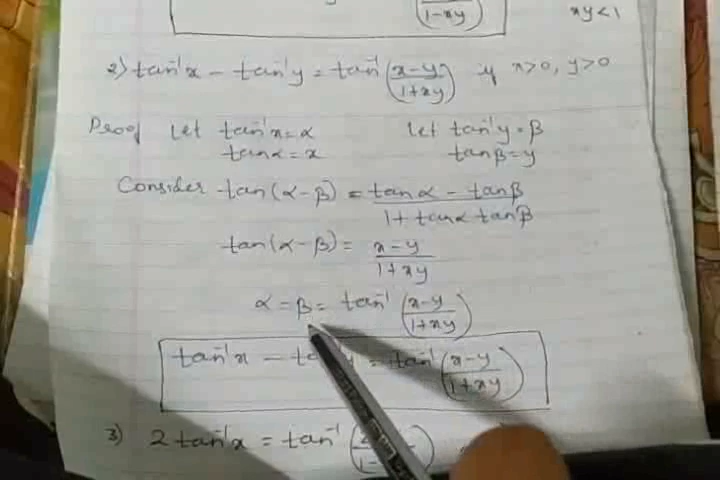 1-xy
xy<1
2) tan⁻¹x - tan⁻¹y = tan⁻¹((x-y)/(1+xy)) if x>0, y>0
Proof Let tan⁻¹x = α Let tan⁻¹y = β
tanα = x tanβ = y
Consider tan(α-β) = (tanα - tanβ)/(1 + tanα tanβ)
tan(α-β) = (x-y)/(1+xy)
α = β = tan⁻¹((x-y)/(1+xy))
tan⁻¹x - y = tan⁻¹((x-y)/(1+xy))
3) 2tan⁻¹x = tan⁻¹(